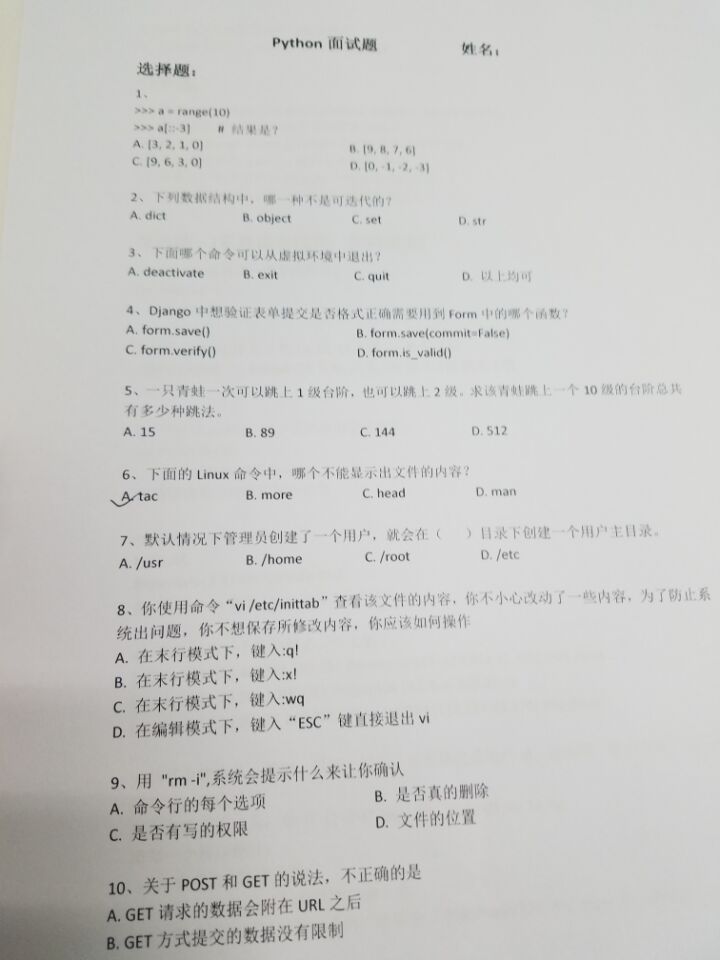 Python 面试题 姓名:
选择题:
1、
>>> a = range(10)
>>> a[::-3] # 结果是?
A. [3, 2, 1, 0] B. [9, 8, 7, 6]
C. [9, 6, 3, 0] D. [0, -1, -2, -3]
2、下列数据结构中,哪一种不是可迭代的?
A. dict B. object C. set D. str
3、下面哪个命令可以从虚拟环境中退出?
A. deactivate B. exit C. quit D. 以上均可
4、Django 中想验证表单提交是否格式正确需要用到 Form 中的哪个函数?
A. form.save() B. form.save(commit=False)
C. form.verify() D. form.is_valid()
5、一只青蛙一次可以跳上 1 级台阶,也可以跳上 2 级。求该青蛙跳上一个 10 级的台阶总共
有多少种跳法。
A. 15 B. 89 C. 144 D. 512
6、下面的 Linux 命令中,哪个不能显示出文件的内容?
A. tac B. more C. head D. man
7、默认情况下管理员创建了一个用户,就会在( )目录下创建一个用户主目录。
A. /usr B. /home C. /root D. /etc
8、你使用命令“vi /etc/inittab”查看该文件的内容,你不小心改动了一些内容,为了防止系
统出问题,你不想保存所修改内容,你应该如何操作
A. 在末行模式下,键入:q!
B. 在末行模式下,键入:x!
C. 在末行模式下,键入:wq
D. 在编辑模式下,键入“ESC”键直接退出 vi
9、用 "rm -i",系统会提示什么来让你确认
A. 命令行的每个选项 B. 是否真的删除
C. 是否有写的权限 D. 文件的位置
10、关于 POST 和 GET 的说法,不正确的是
A. GET 请求的数据会附在 URL 之后
B. GET 方式提交的数据没有限制